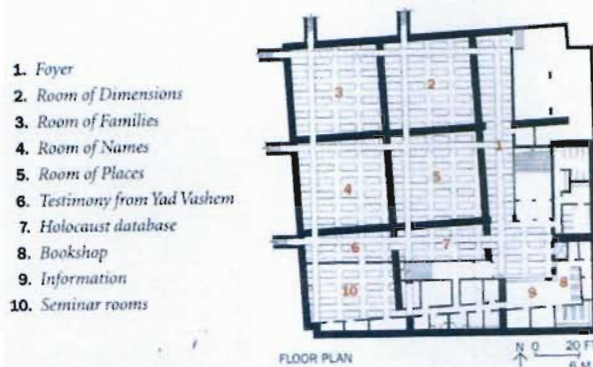 1. Foyer
2. Room of Dimensions
3. Room of Families
4. Room of Names
5. Room of Places
6. Testimony from Yad Vashem
7. Holocaust database
8. Bookshop
9. Information
10. Seminar rooms
3
2
1
4
5
6
7
10
9
8
FLOOR PLAN
N 0 20 FT
6 M